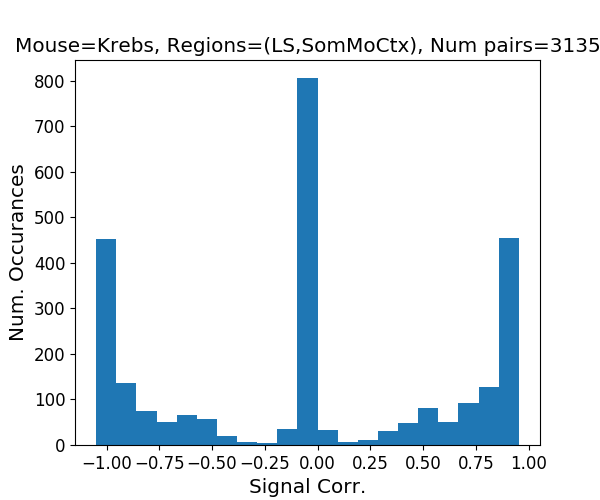 Mouse=Krebs, Regions=(LS,SomMoCtx), Num pairs=3135
800
700
600
500
400
300
200
100
0
Num. Occurances
−1.00 −0.75 −0.50 −0.25 0.00 0.25 0.50 0.75 1.00
Signal Corr.